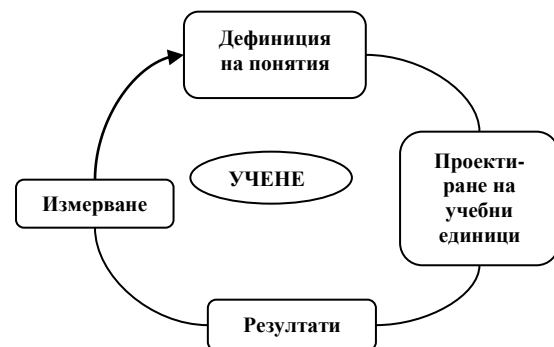 Дефиниция
на понятия
Проекти-
ране на
учебни
единици
УЧЕНЕ
Измерване
Резултати